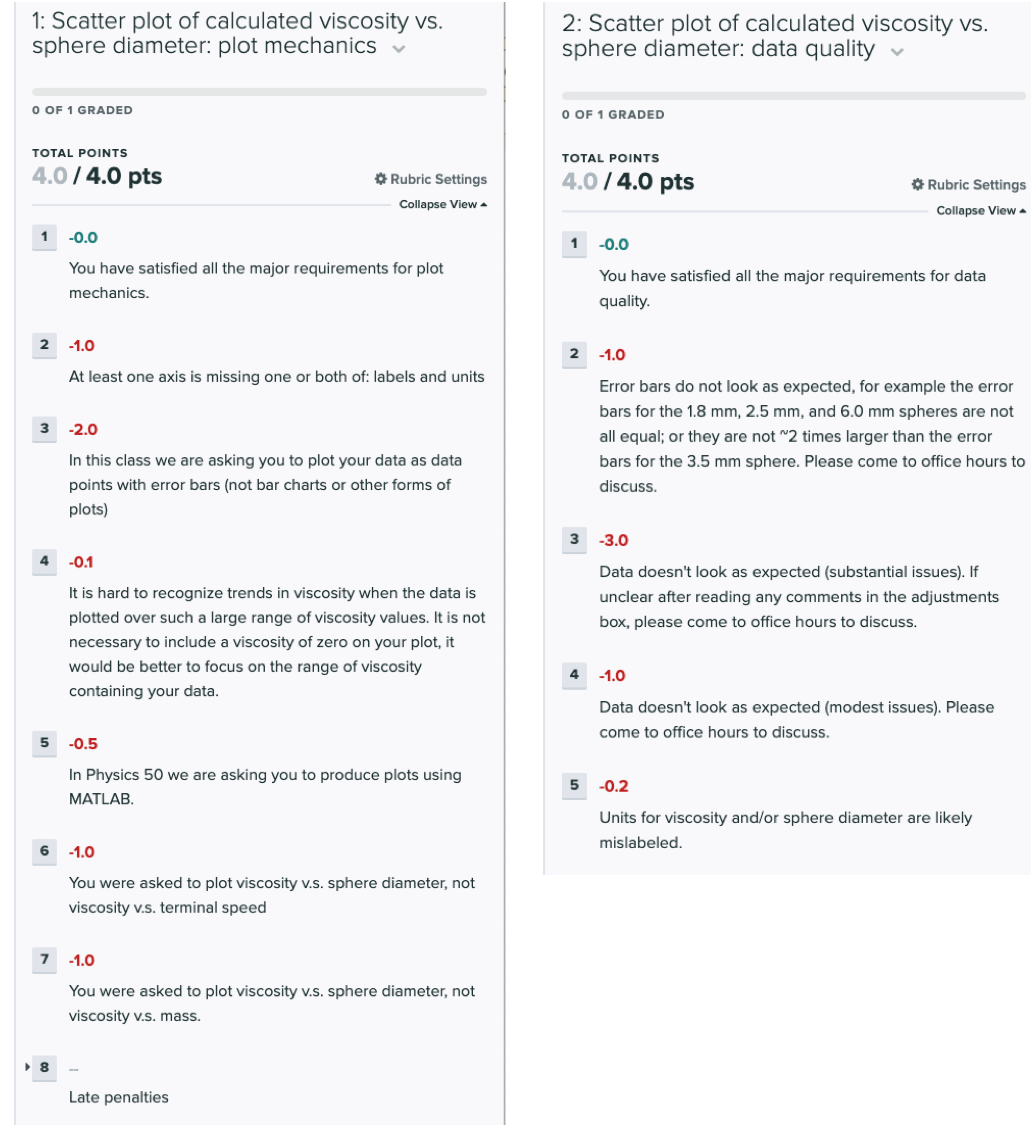 1: Scatter plot of calculated viscosity vs.
sphere diameter: plot mechanics
0 OF 1 GRADED
TOTAL POINTS
4.0 / 4.0 pts
Rubric Settings
Collapse View
1 -0.0
You have satisfied all the major requirements for plot
mechanics.
2 -1.0
At least one axis is missing one or both of: labels and units
3 -2.0
In this class we are asking you to plot your data as data
points with error bars (not bar charts or other forms of
plots)
4 -0.1
It is hard to recognize trends in viscosity when the data is
plotted over such a large range of viscosity values. It is not
necessary to include a viscosity of zero on your plot, it
would be better to focus on the range of viscosity
containing your data.
5 -0.5
In Physics 50 we are asking you to produce plots using
MATLAB.
6 -1.0
You were asked to plot viscosity v.s. sphere diameter, not
viscosity v.s. terminal speed
7 -1.0
You were asked to plot viscosity v.s. sphere diameter, not
viscosity v.s. mass.
8 --
Late penalties
2: Scatter plot of calculated viscosity vs.
sphere diameter: data quality
0 OF 1 GRADED
TOTAL POINTS
4.0 / 4.0 pts
Rubric Settings
Collapse View
1 -0.0
You have satisfied all the major requirements for data
quality.
2 -1.0
Error bars do not look as expected, for example the error
bars for the 1.8 mm, 2.5 mm, and 6.0 mm spheres are not
all equal; or they are not ~2 times larger than the error
bars for the 3.5 mm sphere. Please come to office hours to
discuss.
3 -3.0
Data doesn't look as expected (substantial issues). If
unclear after reading any comments in the adjustments
box, please come to office hours to discuss.
4 -1.0
Data doesn't look as expected (modest issues). Please
come to office hours to discuss.
5 -0.2
Units for viscosity and/or sphere diameter are likely
mislabeled.